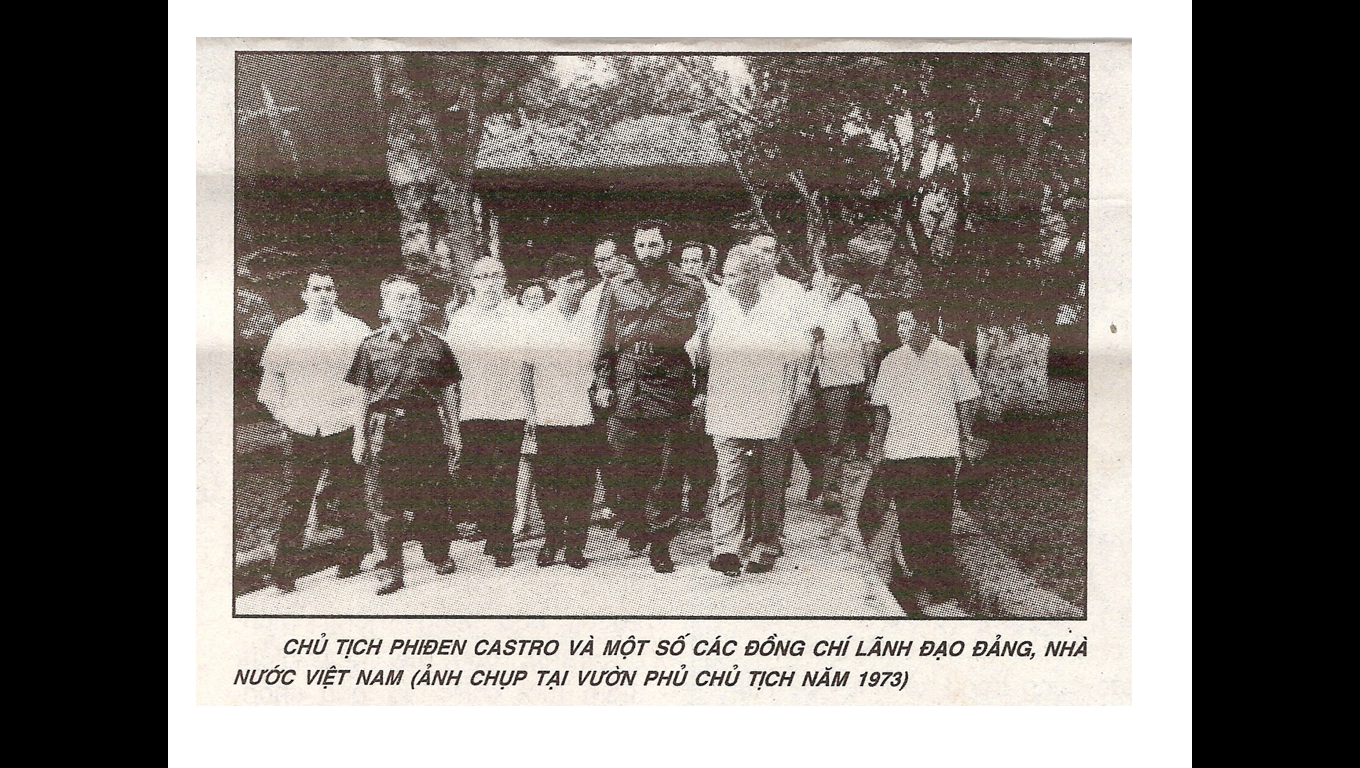 CHỦ TỊCH PHIĐEN CASTRO VÀ MỘT SỐ CÁC ĐỒNG CHÍ LÃNH ĐẠO ĐẢNG, NHÀ
NƯỚC VIỆT NAM (ẢNH CHỤP TẠI VƯỜN PHỦ CHỦ TỊCH NĂM 1973)